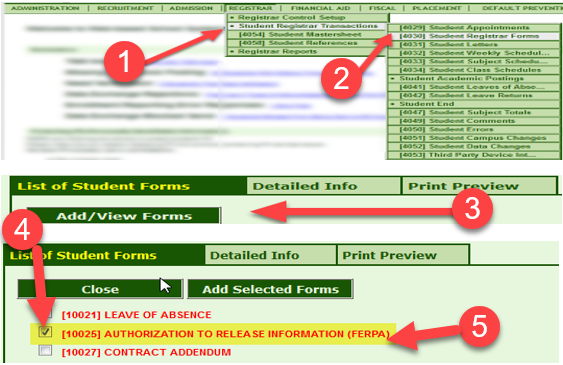 ADMINISTRATION | RECRUITMENT | ADMISSION | REGISTRAR | FINANCIAL AID | FISCAL | PLACEMENT | DEFAULT PREVENTI
Registrar Control Setup
Student Registrar Transactions
[4054] Student Mastersheet
[4058] Student References
Registrar Reports
[4029] Student Appointments
[4030] Student Registrar Forms
[4031] Student Letters
[4032] Student Weekly Schedul...
[4033] Student Subject Schedu...
[4034] Student Class Schedules
Student Academic Postings
[4041] Student Leaves of Abse...
[4042] Student Leave Returns
Student End
[4047] Student Subject Totals
[4049] Student Comments
[4050] Student Errors
[4051] Student Campus Changes
[4052] Student Data Changes
[4053] Third Party Device Int...
1
2
List of Student Forms Detailed Info Print Preview
Add/View Forms
3
4
List of Student Forms Detailed Info Print Preview
Close Add Selected Forms
[10021] LEAVE OF ABSENCE
[10025] AUTHORIZATION TO RELEASE INFORMATION (FERPA)
5
[10027] CONTRACT ADDENDUM